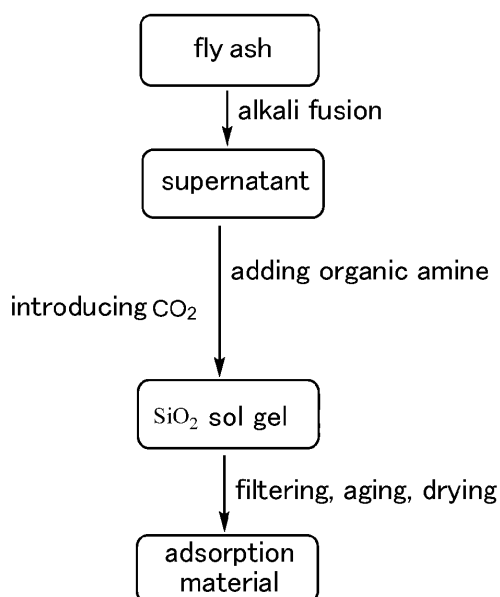 fly ash
alkali fusion
supernatant
adding organic amine
introducing CO₂
SiO₂ sol gel
filtering, aging, drying
adsorption
material